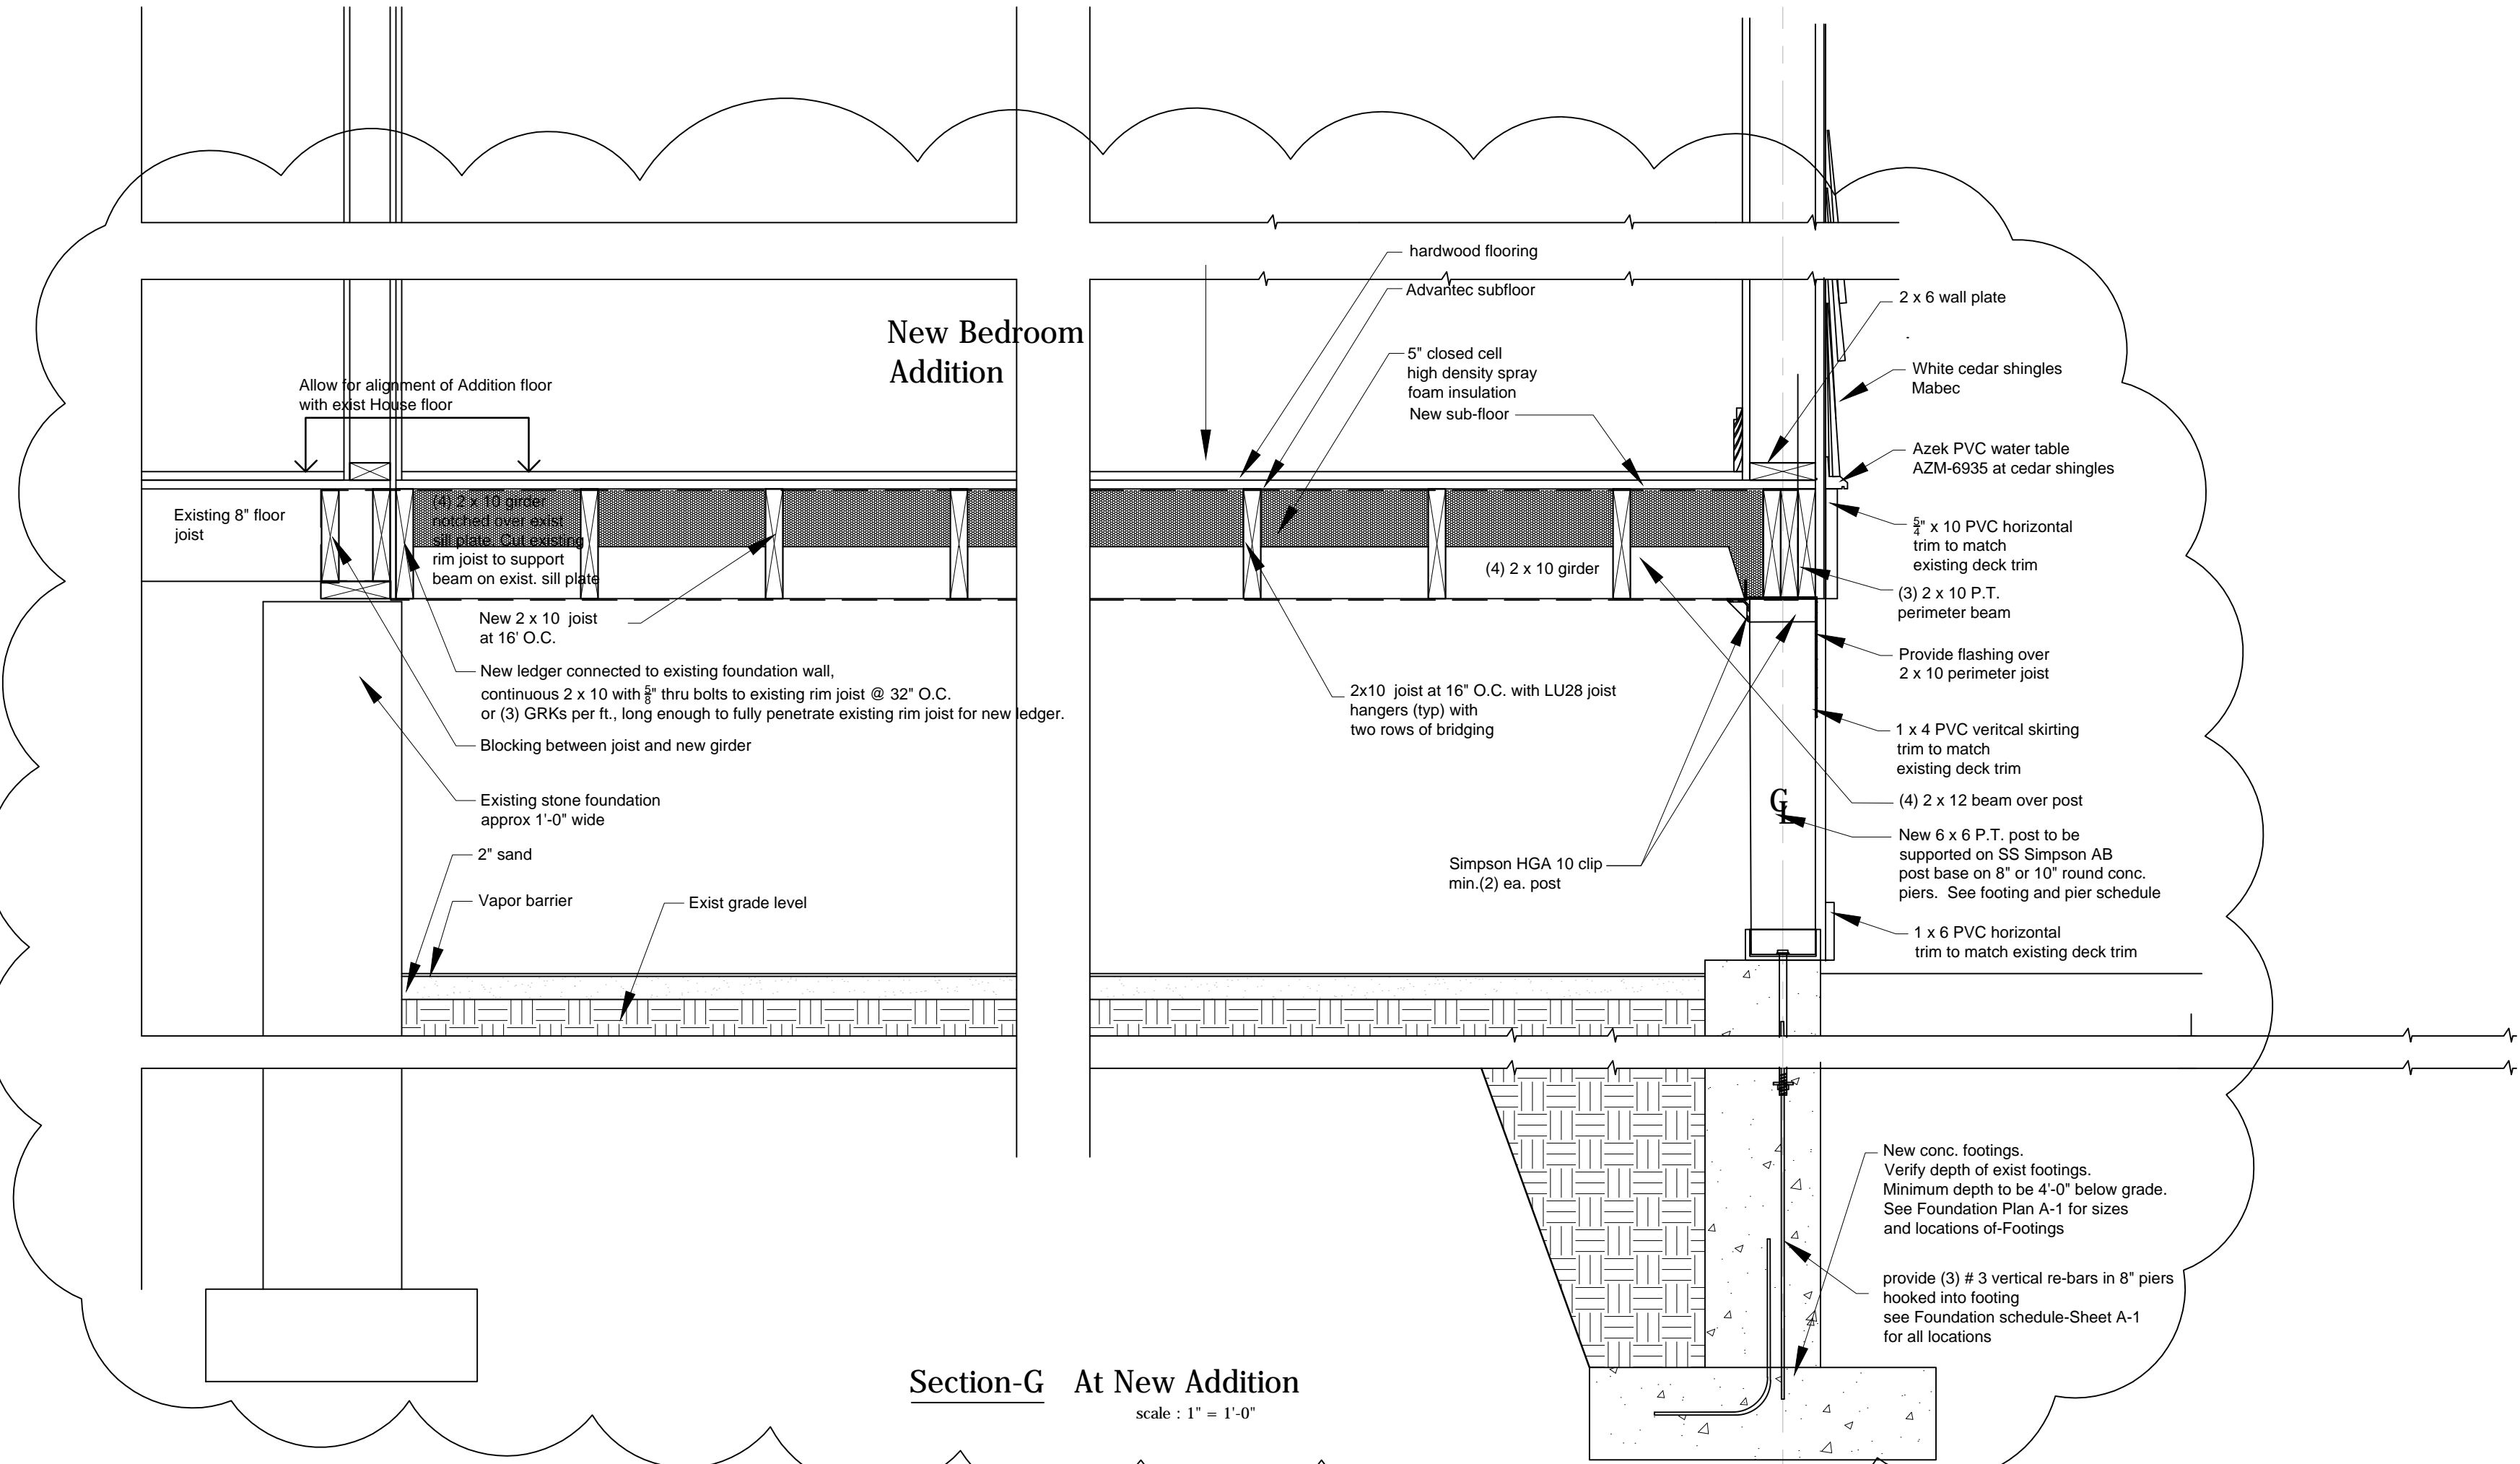 hardwood flooring
Advantec subfloor
New Bedroom
Addition
5" closed cell
high density spray
foam insulation
New sub-floor
2 x 6 wall plate
White cedar shingles
Mabec
Azek PVC water table
AZM-6935 at cedar shingles
5/4" x 10 PVC horizontal
trim to match
existing deck trim
(3) 2 x 10 P.T.
perimeter beam
Provide flashing over
2 x 10 perimeter joist
1 x 4 PVC veritcal skirting
trim to match
existing deck trim
(4) 2 x 12 beam over post
New 6 x 6 P.T. post to be
supported on SS Simpson AB
post base on 8" or 10" round conc.
piers. See footing and pier schedule
1 x 6 PVC horizontal
trim to match existing deck trim
Allow for alignment of Addition floor
with exist House floor
Existing 8" floor
joist
(4) 2 x 10 girder
notched over exist
sill plate. Cut existing
rim joist to support
beam on exist. sill plate
(4) 2 x 10 girder
New 2 x 10 joist
at 16' O.C.
New ledger connected to existing foundation wall,
continuous 2 x 10 with 5/8" thru bolts to existing rim joist @ 32" O.C.
or (3) GRKs per ft., long enough to fully penetrate existing rim joist for new ledger.
Blocking between joist and new girder
Existing stone foundation
approx 1'-0" wide
2" sand
Vapor barrier
Exist grade level
2x10 joist at 16" O.C. with LU28 joist
hangers (typ) with
two rows of bridging
Simpson HGA 10 clip
min.(2) ea. post
CL
New conc. footings.
Verify depth of exist footings.
Minimum depth to be 4'-0" below grade.
See Foundation Plan A-1 for sizes
and locations of-Footings
provide (3) # 3 vertical re-bars in 8" piers
hooked into footing
see Foundation schedule-Sheet A-1
for all locations
Section-G At New Addition
scale : 1" = 1'-0"